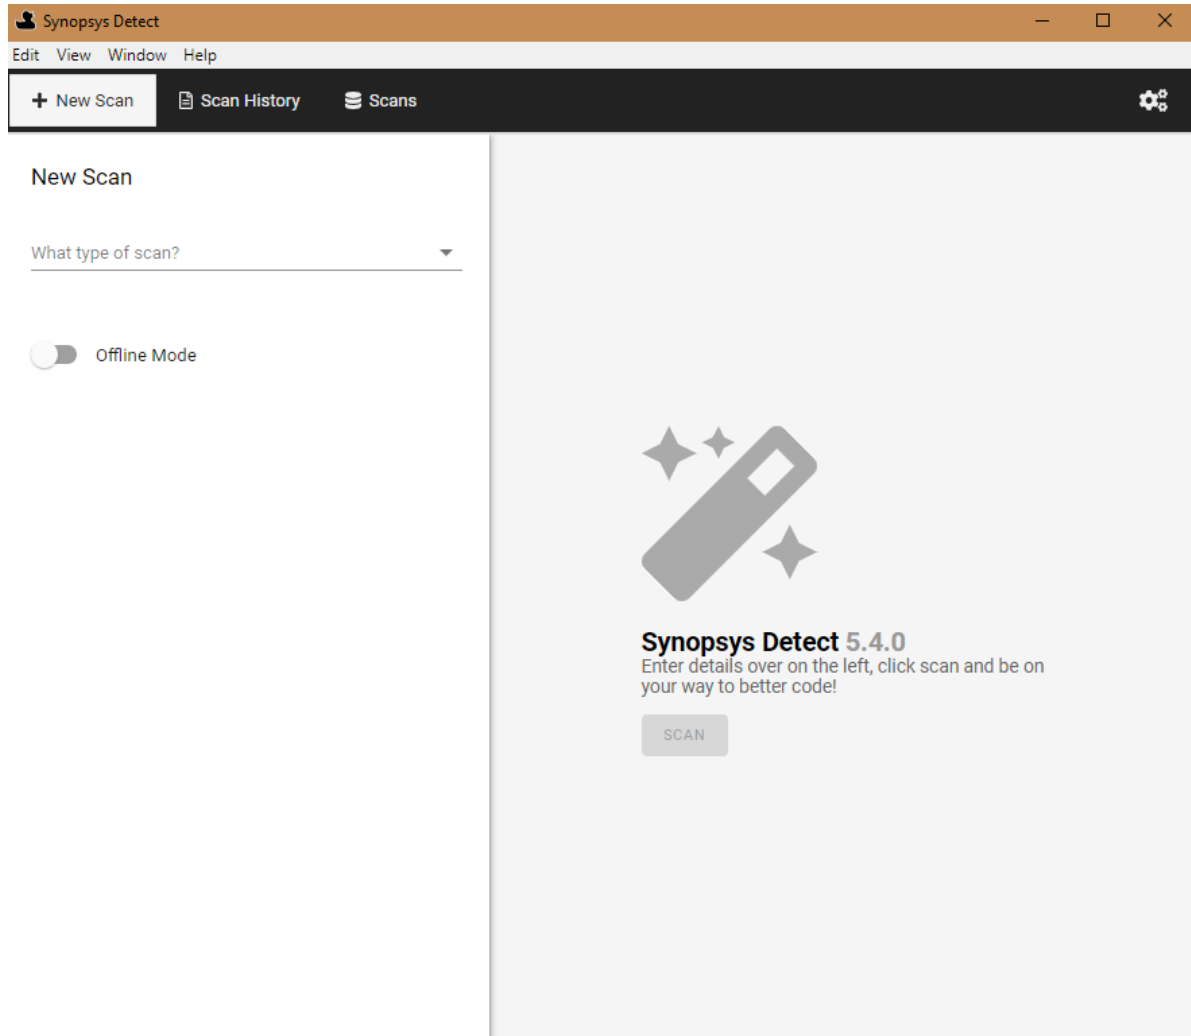 Synopsys Detect
Edit View Window Help
New Scan Scan History Scans
New Scan
What type of scan?
Offline Mode
Synopsys Detect 5.4.0
Enter details over on the left, click scan and be on
your way to better code!
SCAN